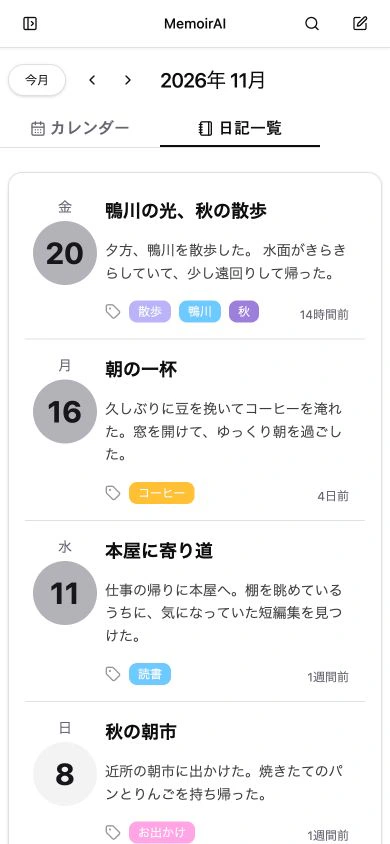 MemoirAI
今月
2026年 11月
カレンダー
日記一覧
金
20
鴨川の光、秋の散歩
夕方、鴨川を散歩した。 水面がきらき
らしていて、少し遠回りして帰った。
散歩 鴨川 秋
14時間前
月
16
朝の一杯
久しぶりに豆を挽いてコーヒーを淹れ
た。窓を開けて、ゆっくり朝を過ごし
た。
コーヒー
4日前
水
11
本屋に寄り道
仕事の帰りに本屋へ。棚を眺めている
うちに、気になっていた短編集を見つ
けた。
読書
1週間前
日
8
秋の朝市
近所の朝市に出かけた。焼きたてのパ
ンとりんごを持ち帰った。
お出かけ
1週間前